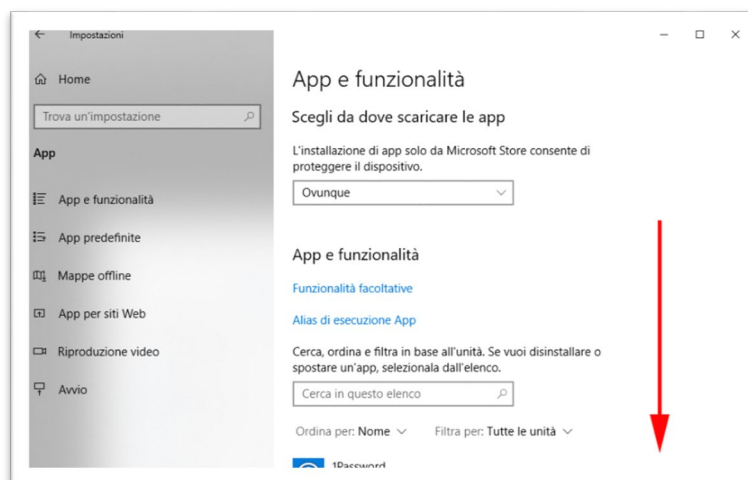 Impostazioni
Home
Trova un'impostazione
App
App e funzionalità
App predefinite
Mappe offline
App per siti Web
Riproduzione video
Avvio
App e funzionalità
Scegli da dove scaricare le app
L'installazione di app solo da Microsoft Store consente di
proteggere il dispositivo.
Ovunque
App e funzionalità
Funzionalità facoltative
Alias di esecuzione App
Cerca, ordina e filtra in base all'unità. Se vuoi disinstallare o
spostare un'app, selezionala dall'elenco.
Cerca in questo elenco
Ordina per: Nome Filtra per: Tutte le unità
1Password